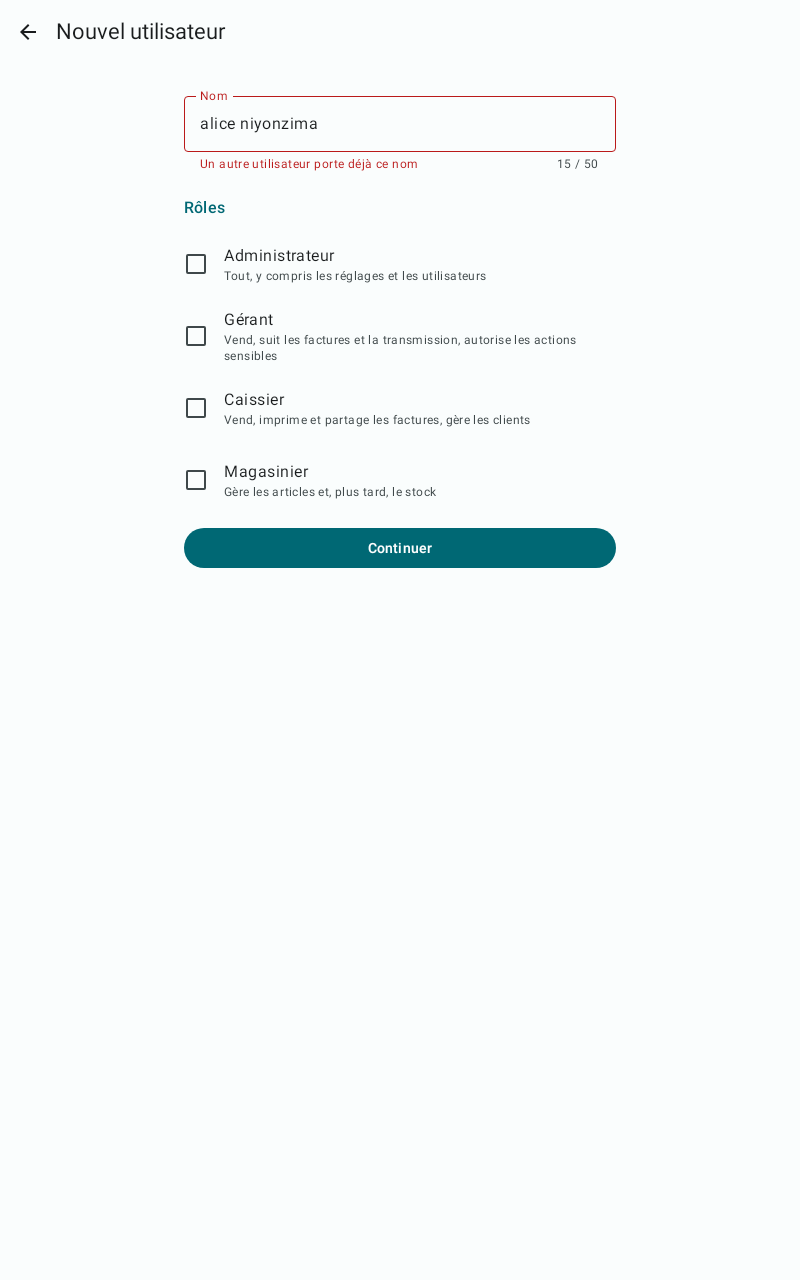 Nouvel utilisateur
Nom
alice niyonzima
Un autre utilisateur porte déjà ce nom
15 / 50
Rôles
Administrateur
Tout, y compris les réglages et les utilisateurs
Gérant
Vend, suit les factures et la transmission, autorise les actions
sensibles
Caissier
Vend, imprime et partage les factures, gère les clients
Magasinier
Gère les articles et, plus tard, le stock
Continuer